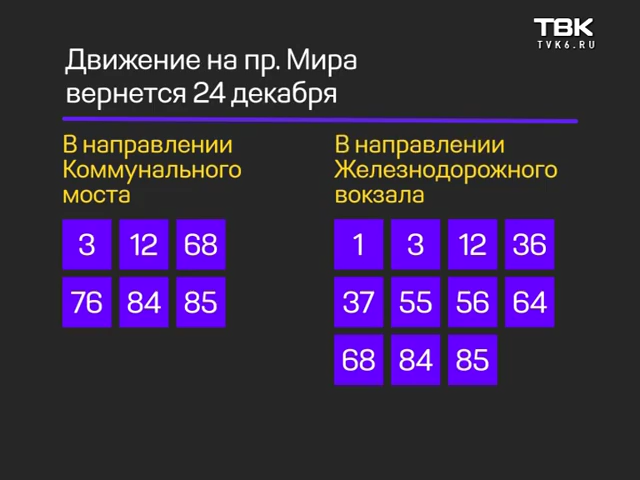 ТВК
TVK6.RU
Движение на пр. Мира
вернется 24 декабря
В направлении
Коммунального
моста
3 12 68
76 84 85
В направлении
Железнодорожного
вокзала
1 3 12 36
37 55 56 64
68 84 85